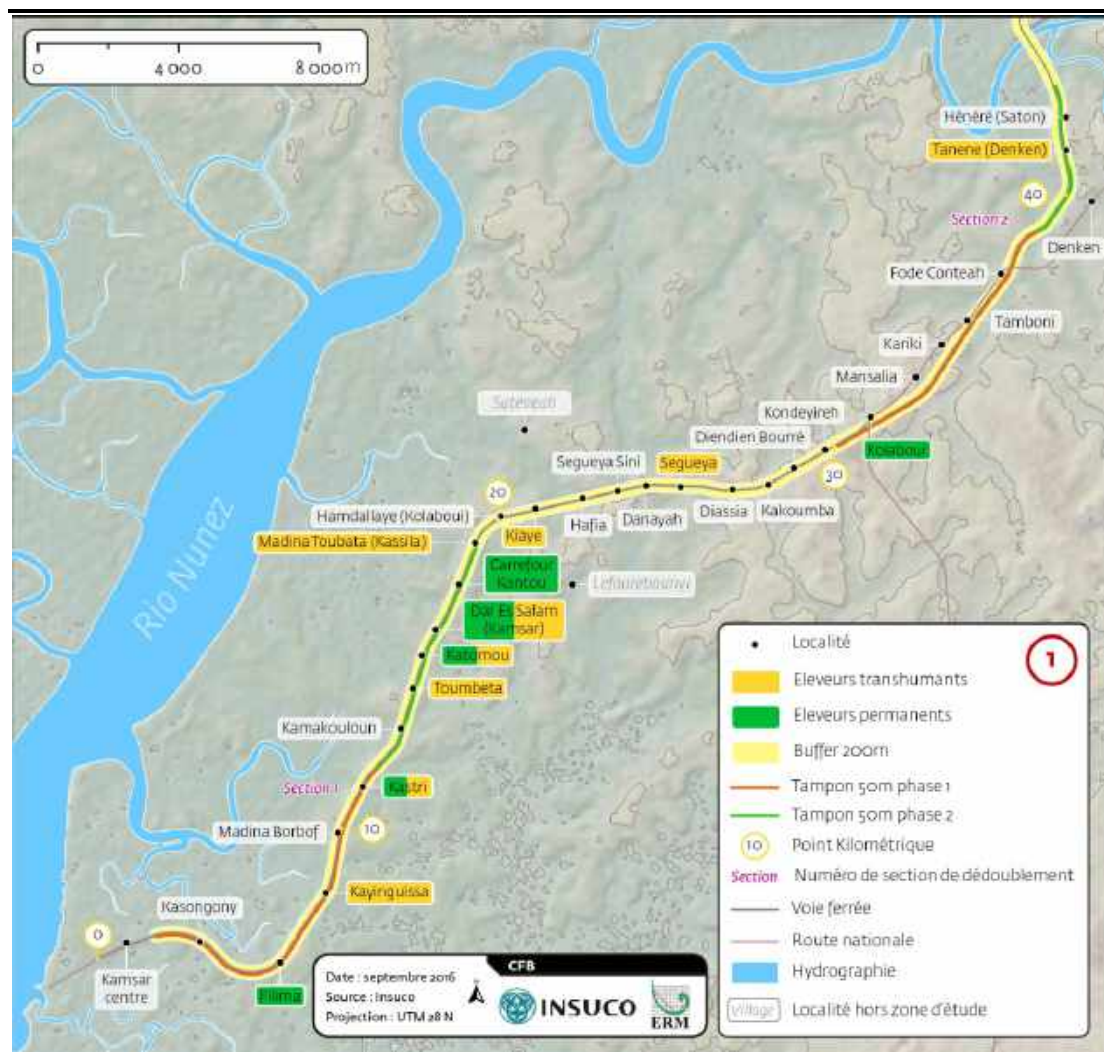 0
4 000
8 000m
Hénéré (Saton)
Tanene (Denken)
40
Section 2
Denken
Fode Conteah
Tamboni
Kariki
Mansalia
Kondeyireh
Kolabour
Diendien Bourré
30
Segueya Sini
Segueya
20
Hamdallaye (Kolaboui)
Hafia
Danayah
Diassia
Kakoumba
Kiaye
Madina Toubata (Kassila)
Carrefour
Kantou
Dar Es Salam
(Kamsar)
Katomou
Toumbeta
Rio Nunez
Kamakouloun
Section 1
Kastri
Madina Borbof
10
Kayinguissa
Kasongony
0
Kamsar
centre
Filima
1
Localité
Eleveurs transhumants
Eleveurs permanents
Buffer 200m
Tampon 50m phase 1
Tampon 50m phase 2
10
Point Kilométrique
Section
Numéro de section de dédoublement
Voie ferrée
Route nationale
Hydrographie
Village
Localité hors zone d'étude
CFB
Date : septembre 2016
Source : Insuco
Projection : UTM 28 N
INSUCO
ERM